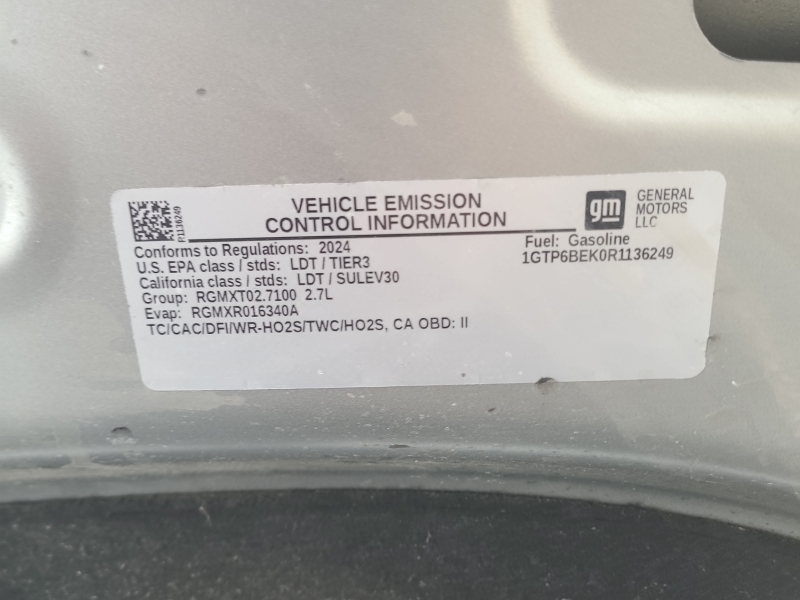 VEHICLE EMISSION
CONTROL INFORMATION
gm
GENERAL
MOTORS
LLC
R1136249
Conforms to Regulations: 2024
U.S. EPA class / stds: LDT / TIER3
California class / stds: LDT / SULEV30
Group: RGMXT02.7100 2.7L
Evap: RGMXR016340A
TC/CAC/DFI/WR-HO2S/TWC/HO2S, CA OBD: II
Fuel: Gasoline
1GTP6BEK0R1136249